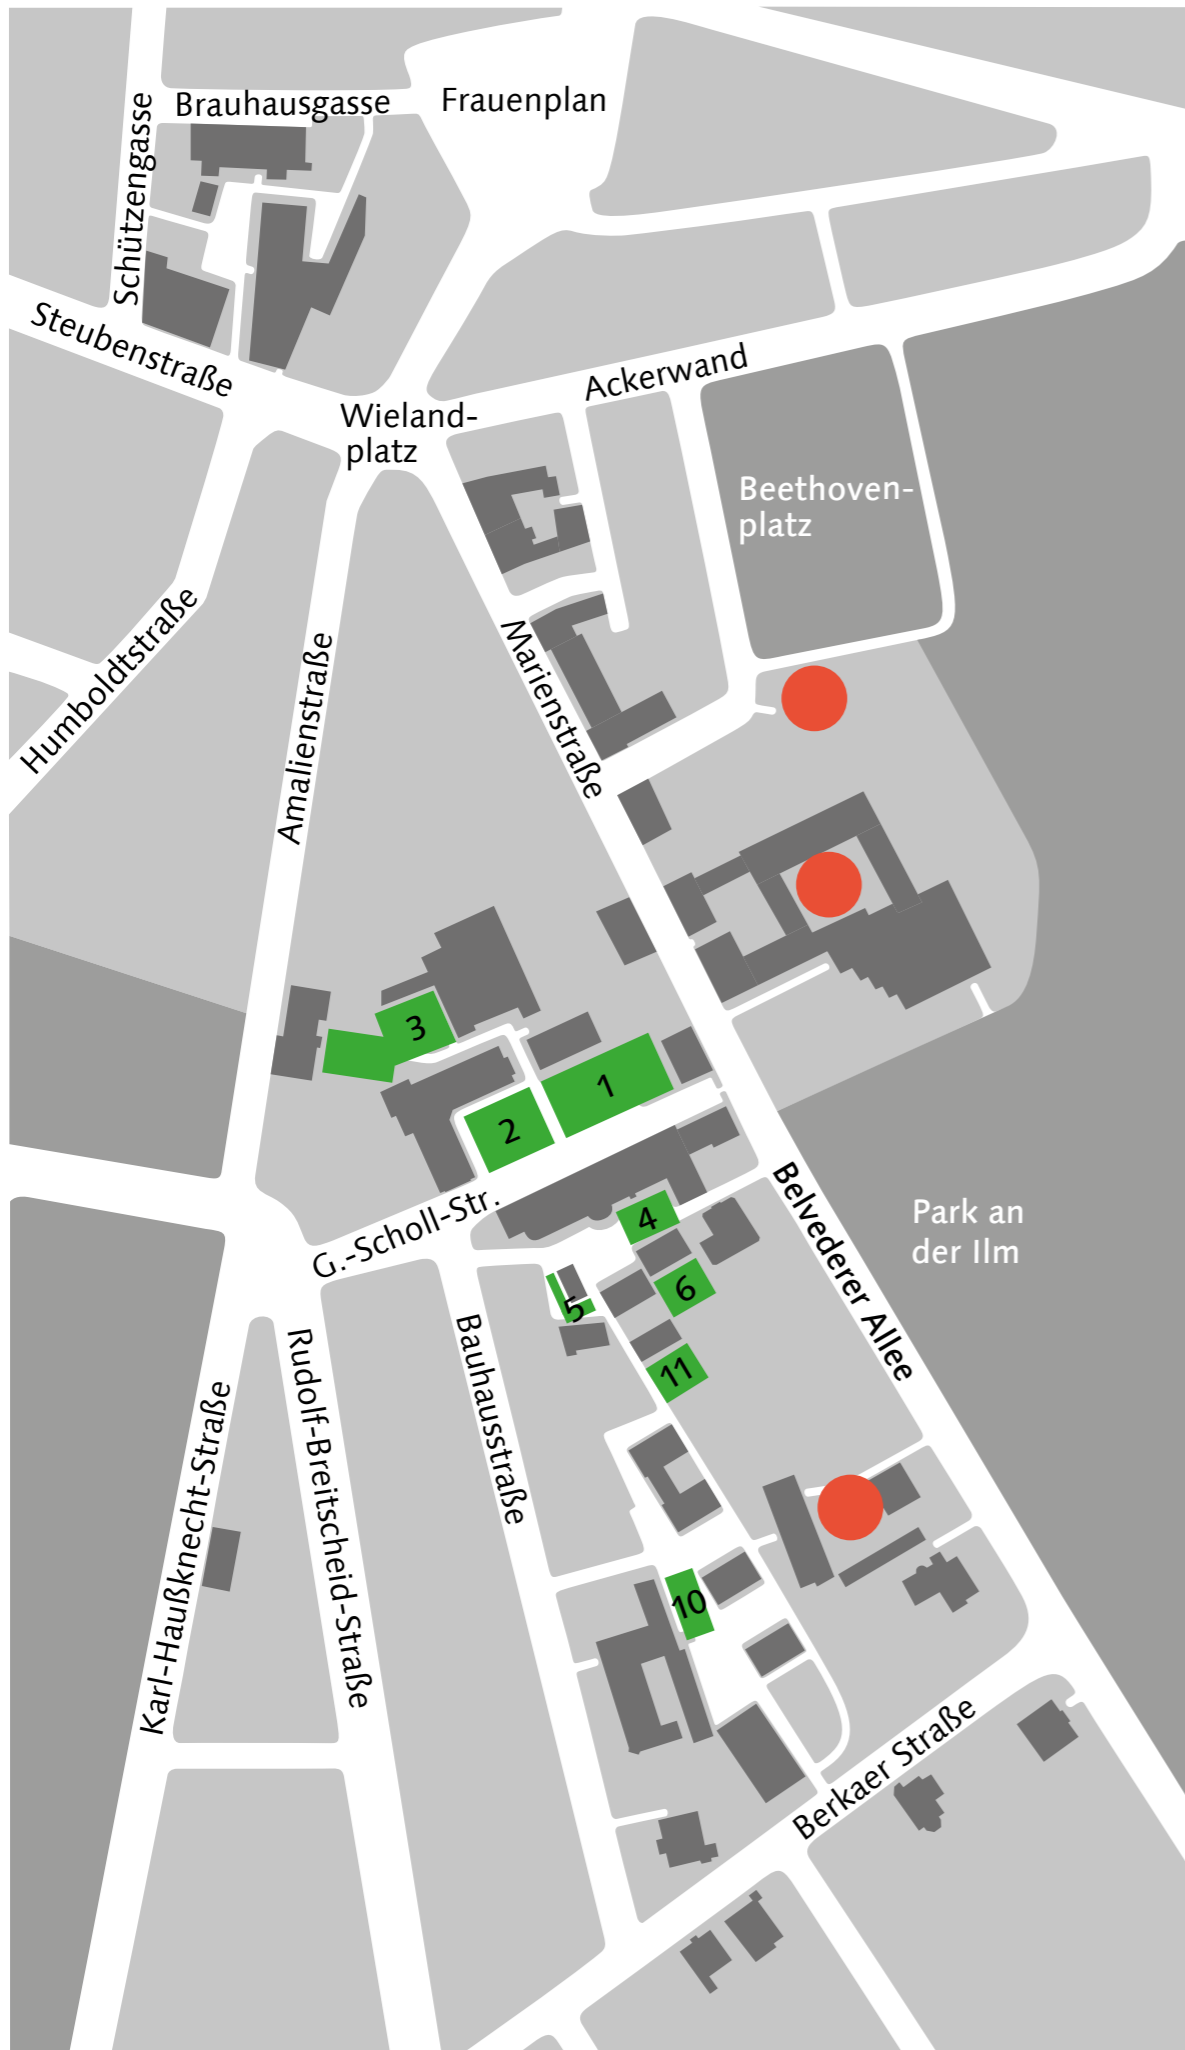 Brauhausgasse
Frauenplan
Schützengasse
Steubenstraße
Ackerwand
Wieland-
platz
Beethoven-
platz
Humboldtstraße
Amalienstraße
Marienstraße
3
1
2
G.-Scholl-Str.
4
Belvederer Allee
Park an
der Ilm
6
5
11
Bauhausstraße
Rudolf-Breitscheid-Straße
Karl-Haußknecht-Straße
10
Berkaer Straße